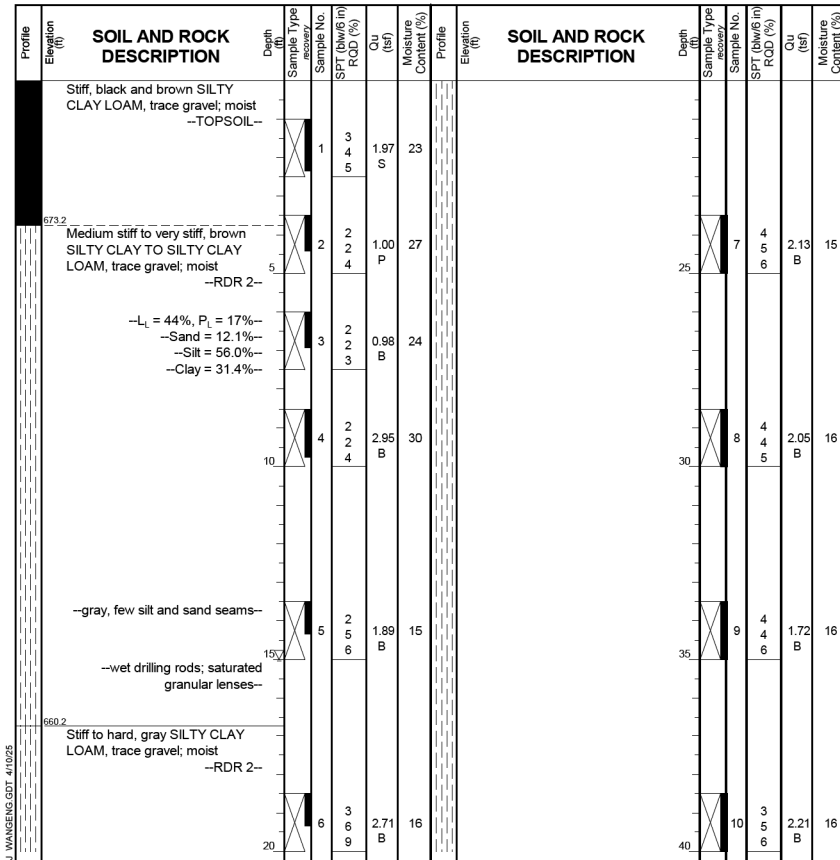 Profile
Elevation (ft)
SOIL AND ROCK
DESCRIPTION
Depth (ft)
Sample Type
recovery
Sample No.
SPT (blw/6 in)
RQD (%)
Qu
(tsf)
Moisture
Content (%)
Stiff, black and brown SILTY
CLAY LOAM, trace gravel; moist
--TOPSOIL--
1
3
4
5
1.97
S
23
673.2
Medium stiff to very stiff, brown
SILTY CLAY TO SILTY CLAY
LOAM, trace gravel; moist
--RDR 2--
5
2
2
2
4
1.00
P
27
--LL = 44%, PL = 17%--
--Sand = 12.1%--
--Silt = 56.0%--
--Clay = 31.4%--
3
2
2
3
0.98
B
24
4
2
2
4
2.95
B
30
10
--gray, few silt and sand seams--
5
2
5
6
1.89
B
15
15
--wet drilling rods; saturated
granular lenses--
660.2
Stiff to hard, gray SILTY CLAY
LOAM, trace gravel; moist
--RDR 2--
6
3
6
9
2.71
B
16
20
J WANGENG.GDT 4/10/25
Profile
Elevation (ft)
SOIL AND ROCK
DESCRIPTION
Depth (ft)
Sample Type
recovery
Sample No.
SPT (blw/6 in)
RQD (%)
Qu
(tsf)
Moisture
Content (%)
7
4
5
6
2.13
B
15
25
8
4
4
5
2.05
B
16
30
9
4
4
6
1.72
B
16
35
10
3
5
6
2.21
B
16
40